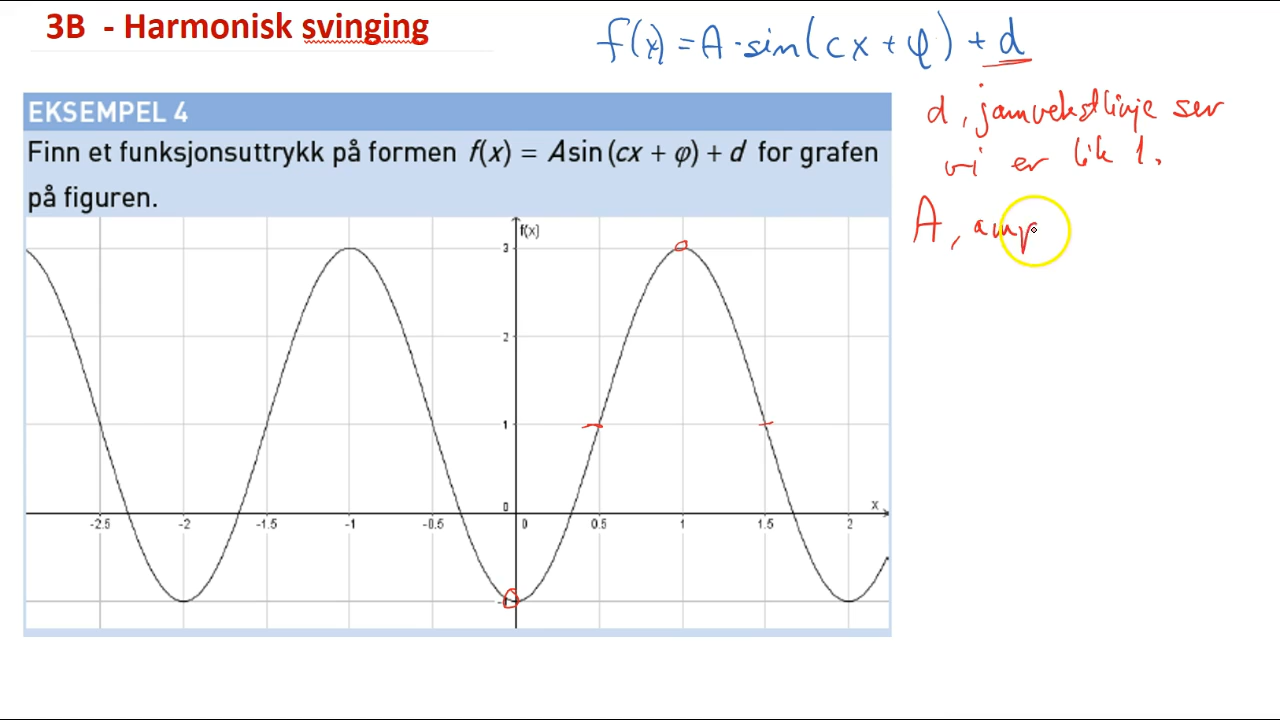 3B - Harmonisk svinging
f(x) = A·sin(cx + φ) + d
EKSEMPEL 4
Finn et funksjonsuttrykk på formen f(x) = A sin (cx + φ) + d for grafen
på figuren.
d, jamvekstlinje ser
vi er lik 1.
A, amp
f(x)
3
2
1
0
-1
x
-2.5 -2 -1.5 -1 -0.5 0 0.5 1 1.5 2